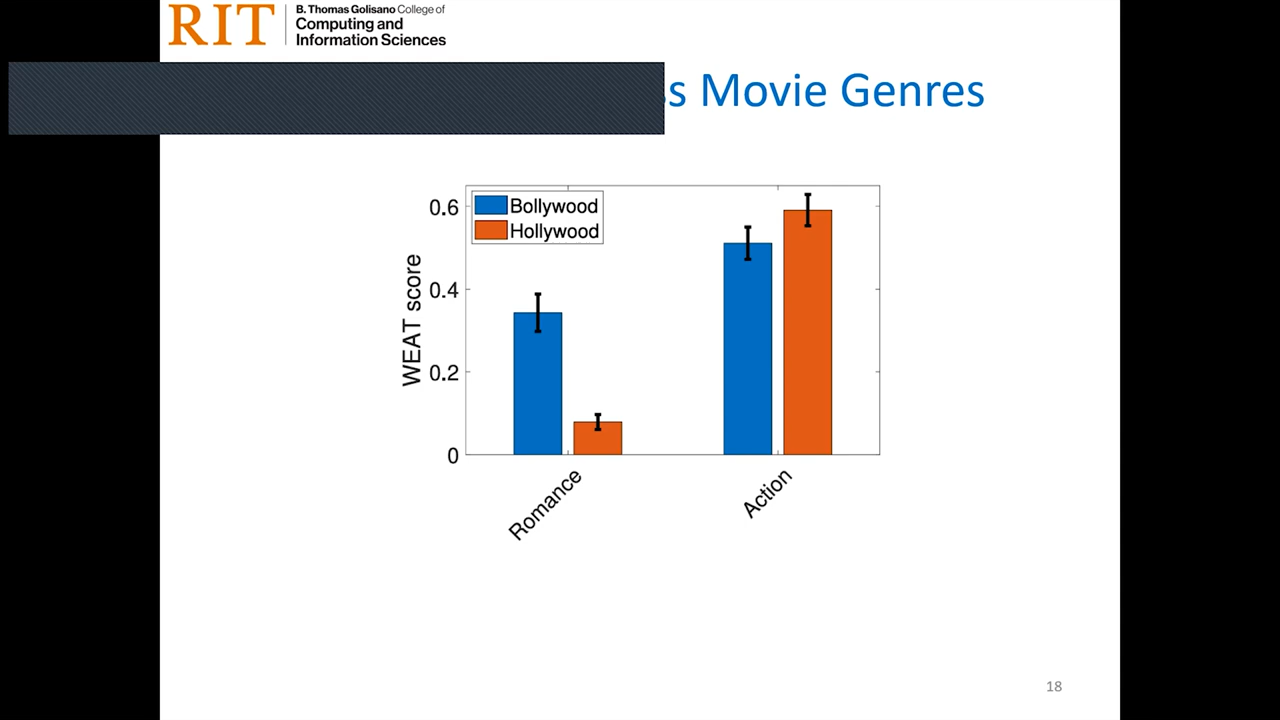 RIT
B. Thomas Golisano College of
Computing and
Information Sciences
Movie Genres
Bollywood
Hollywood
0.6
0.4
0.2
0
WEAT score
Romance
Action
18